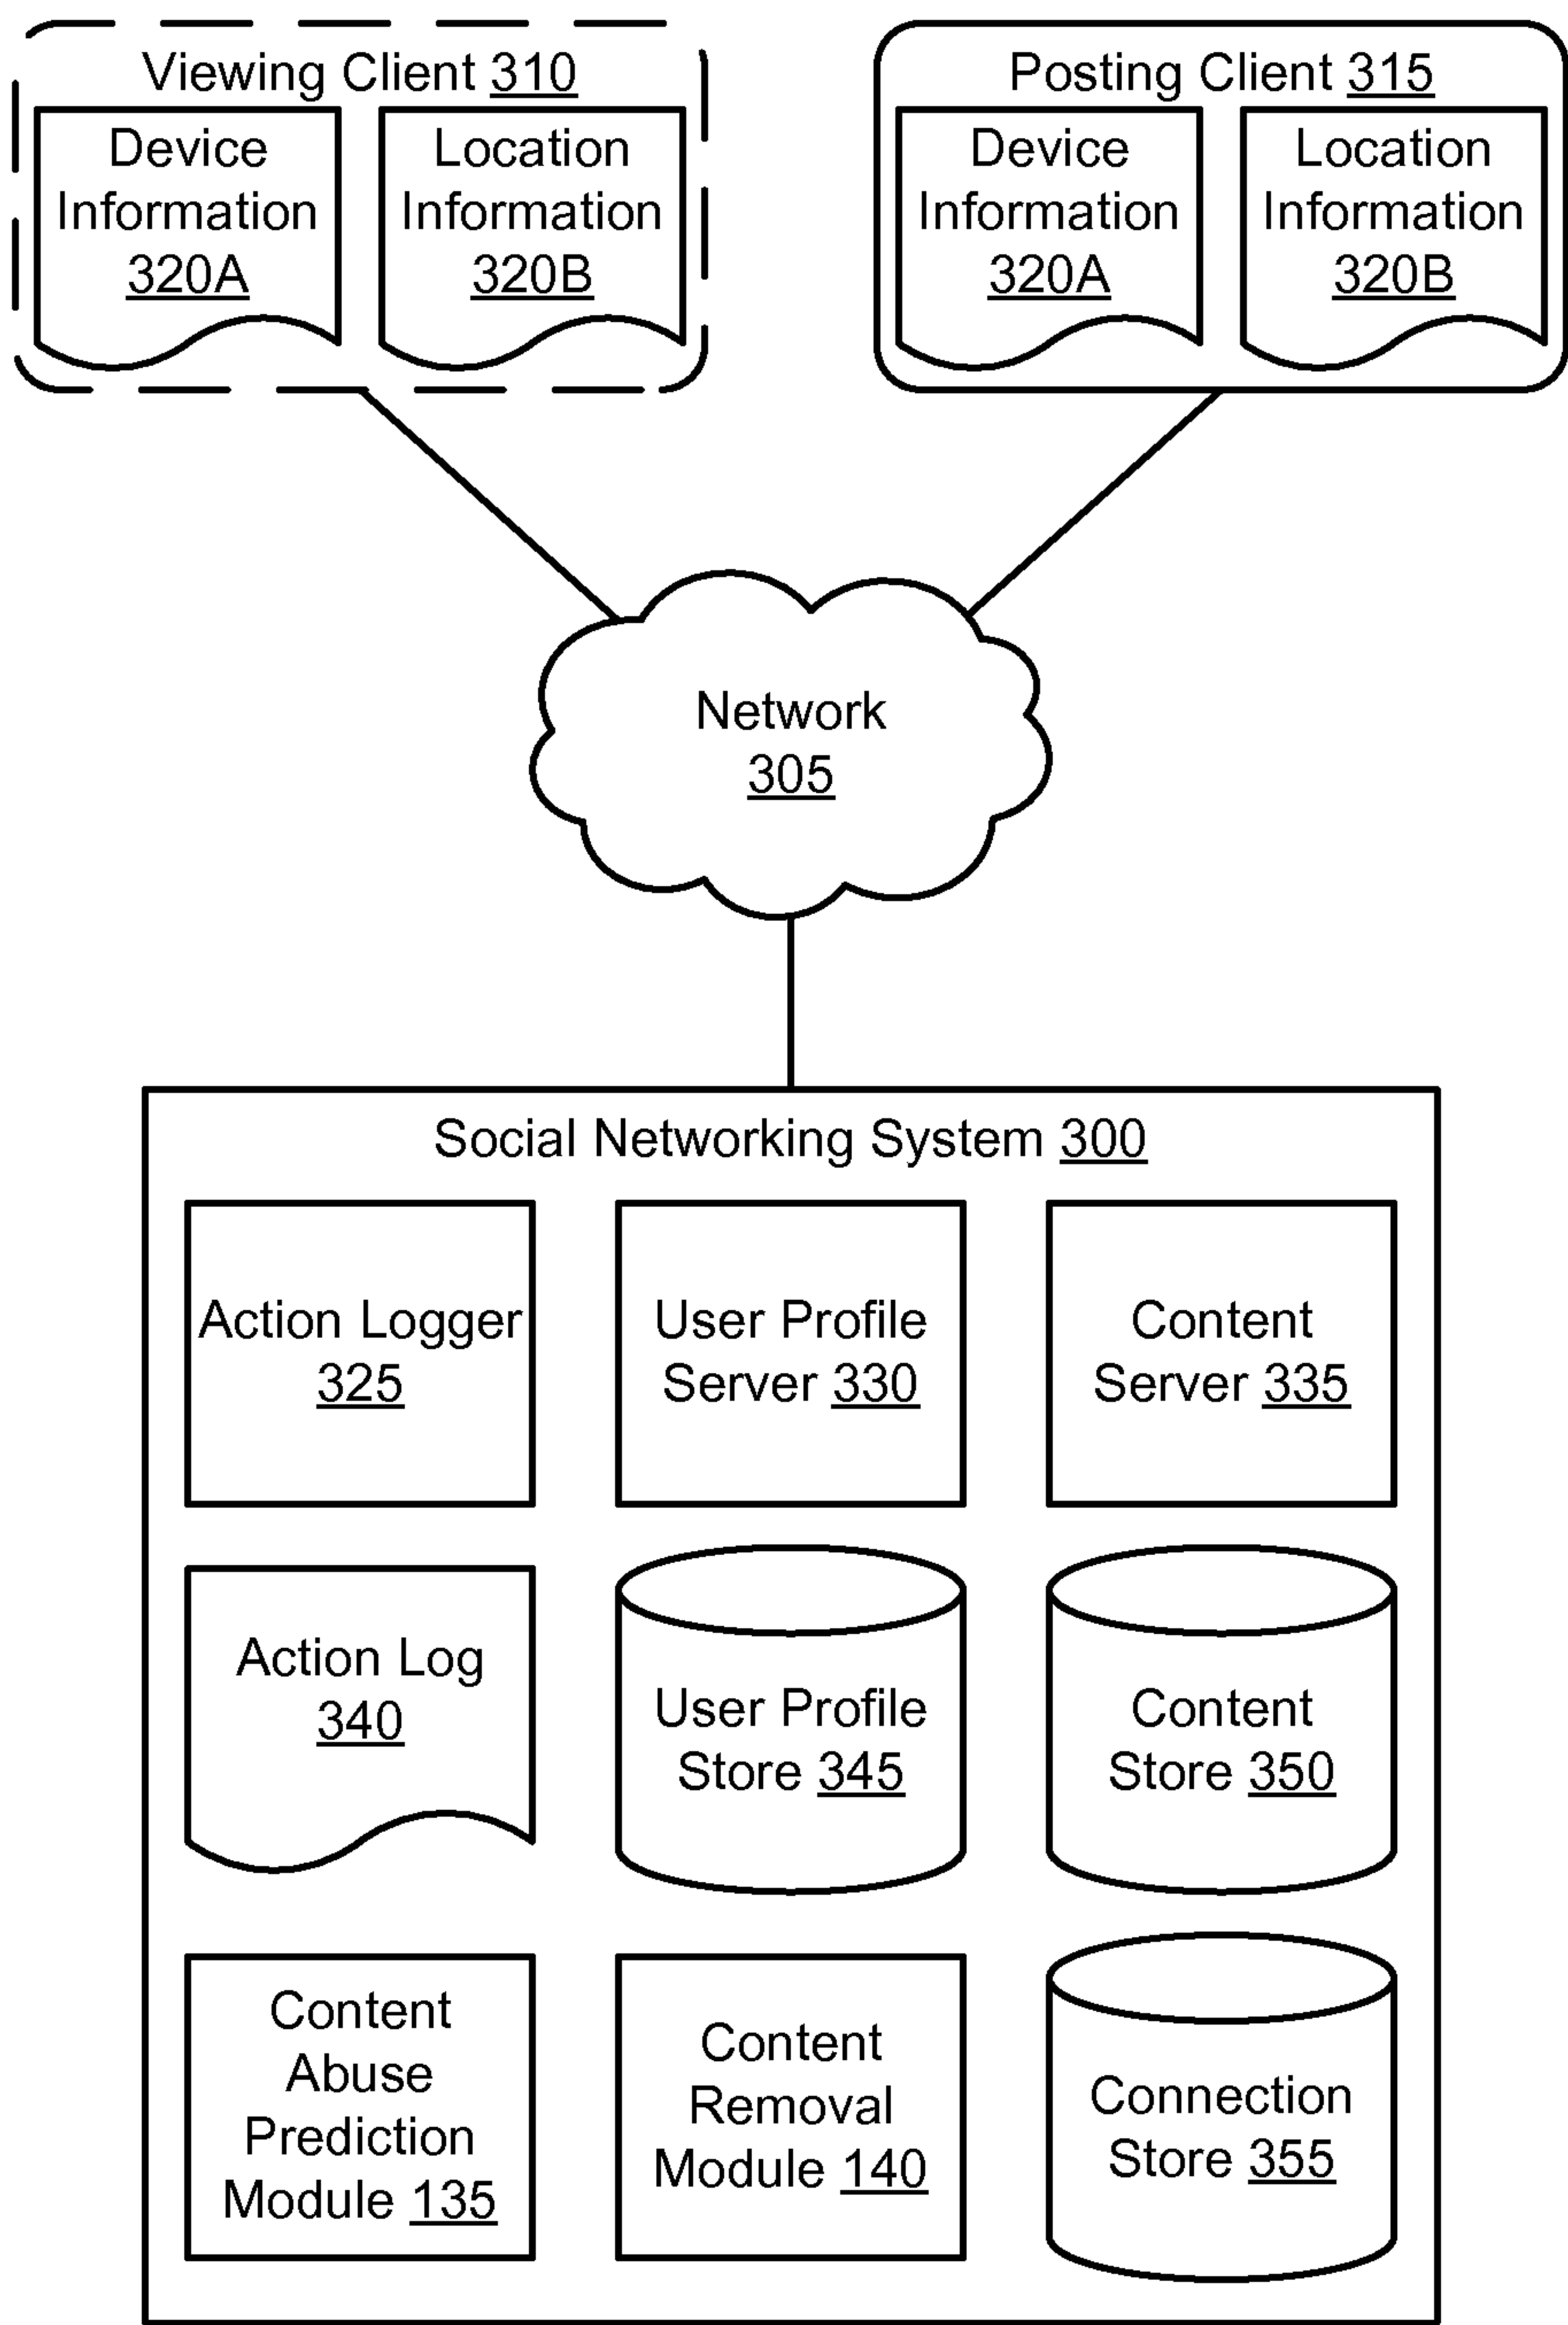 Viewing Client 310
Device
Information
320A
Location
Information
320B
Posting Client 315
Device
Information
320A
Location
Information
320B
Network
305
Social Networking System 300
Action Logger
325
User Profile
Server 330
Content
Server 335
Action Log
340
User Profile
Store 345
Content
Store 350
Content
Abuse
Prediction
Module 135
Content
Removal
Module 140
Connection
Store 355